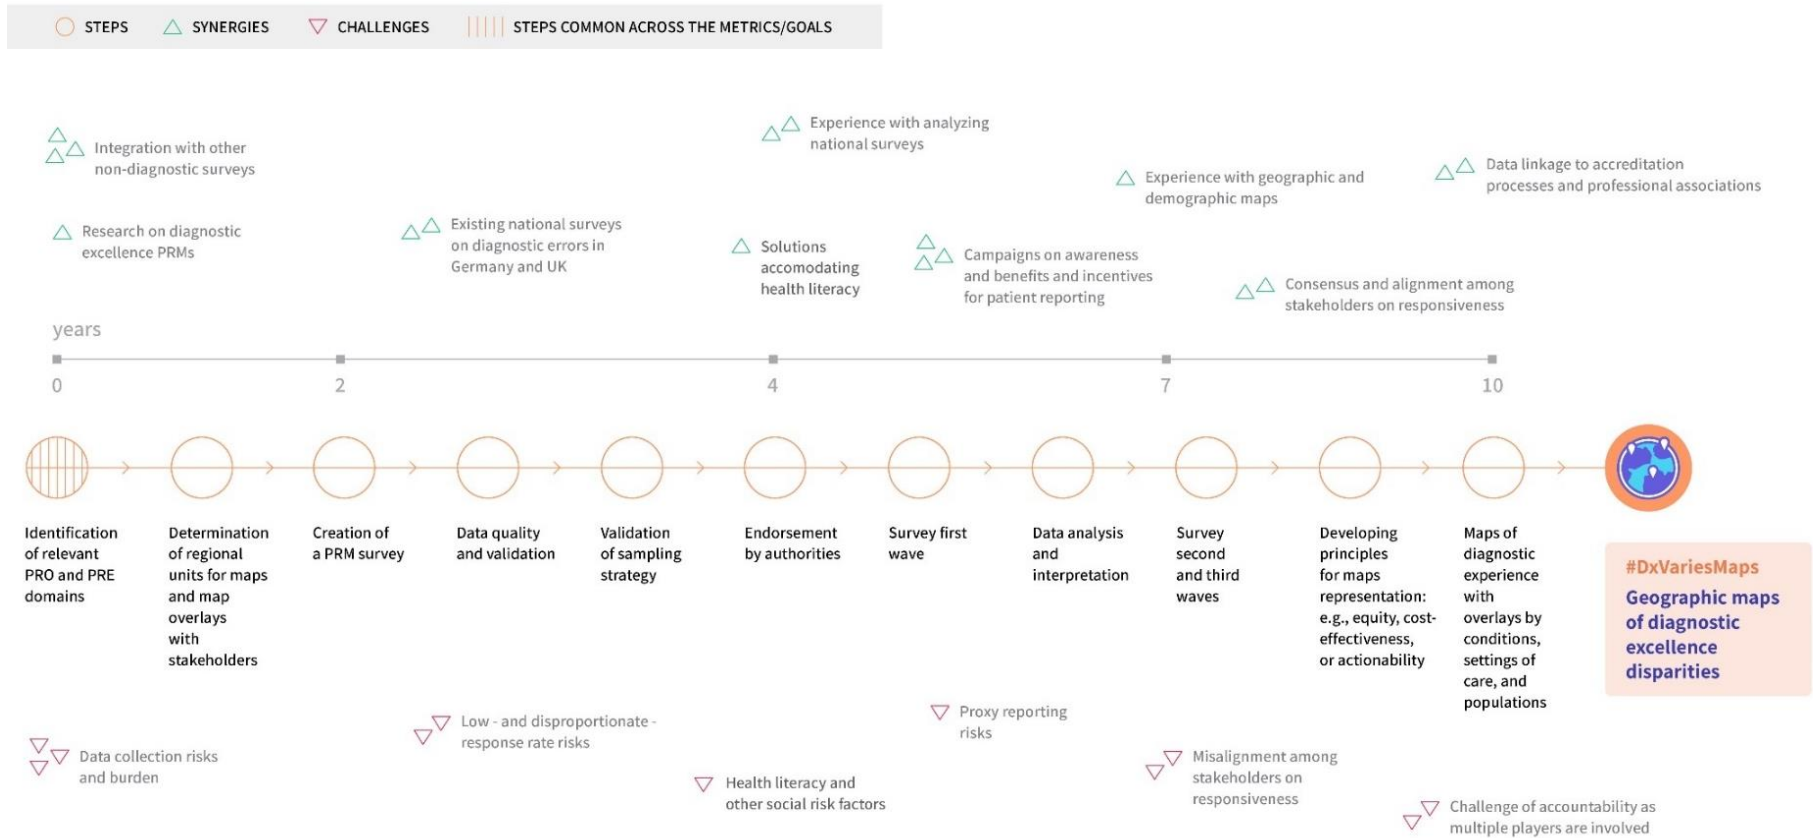 STEPS
SYNERGIES
CHALLENGES
STEPS COMMON ACROSS THE METRICS/GOALS
Integration with other
non-diagnostic surveys
Research on diagnostic
excellence PRMs
Existing national surveys
on diagnostic errors in
Germany and UK
Experience with analyzing
national surveys
Solutions
accomodating
health literacy
Campaigns on awareness
and benefits and incentives
for patient reporting
Experience with geographic and
demographic maps
Consensus and alignment among
stakeholders on responsiveness
Data linkage to accreditation
processes and professional associations
years
0
2
4
7
10
Identification
of relevant
PRO and PRE
domains
Determination
of regional
units for maps
and map
overlays
with
stakeholders
Creation of
a PRM survey
Data quality
and validation
Validation
of sampling
strategy
Endorsement
by authorities
Survey first
wave
Data analysis
and
interpretation
Survey
second
and third
waves
Developing
principles
for maps
representation:
e.g., equity, cost-
effectiveness,
or actionability
Maps of
diagnostic
experience
with
overlays by
conditions,
settings of
care, and
populations
#DxVariesMaps
Geographic maps
of diagnostic
excellence
disparities
Data collection risks
and burden
Low - and disproportionate -
response rate risks
Health literacy and
other social risk factors
Proxy reporting
risks
Misalignment among
stakeholders on
responsiveness
Challenge of accountability as
multiple players are involved